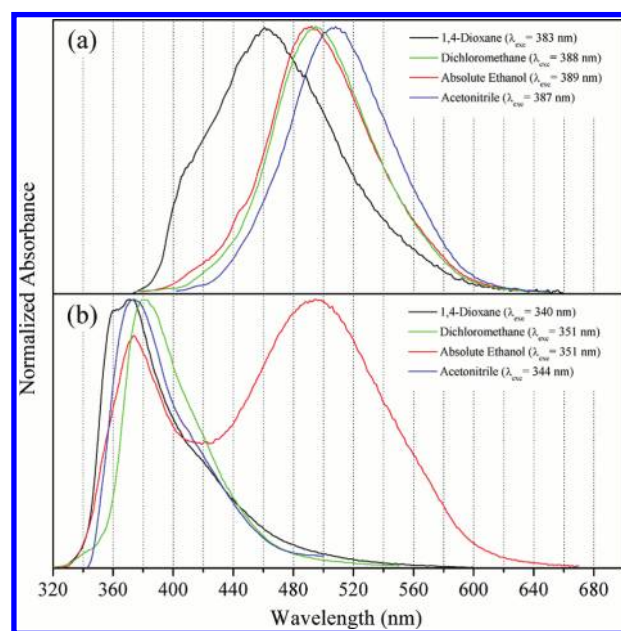 (a)
1,4-Dioxane (λexc= 383 nm)
Dichloromethane (λexc= 388 nm)
Absolute Ethanol (λexc= 389 nm)
Acetonitrile (λexc= 387 nm)
Normalized Absorbance
(b)
1,4-Dioxane (λexc= 340 nm)
Dichloromethane (λexc= 351 nm)
Absolute Ethanol (λexc= 351 nm)
Acetonitrile (λexc= 344 nm)
320 360 400 440 480 520 560 600 640 680
Wavelength (nm)